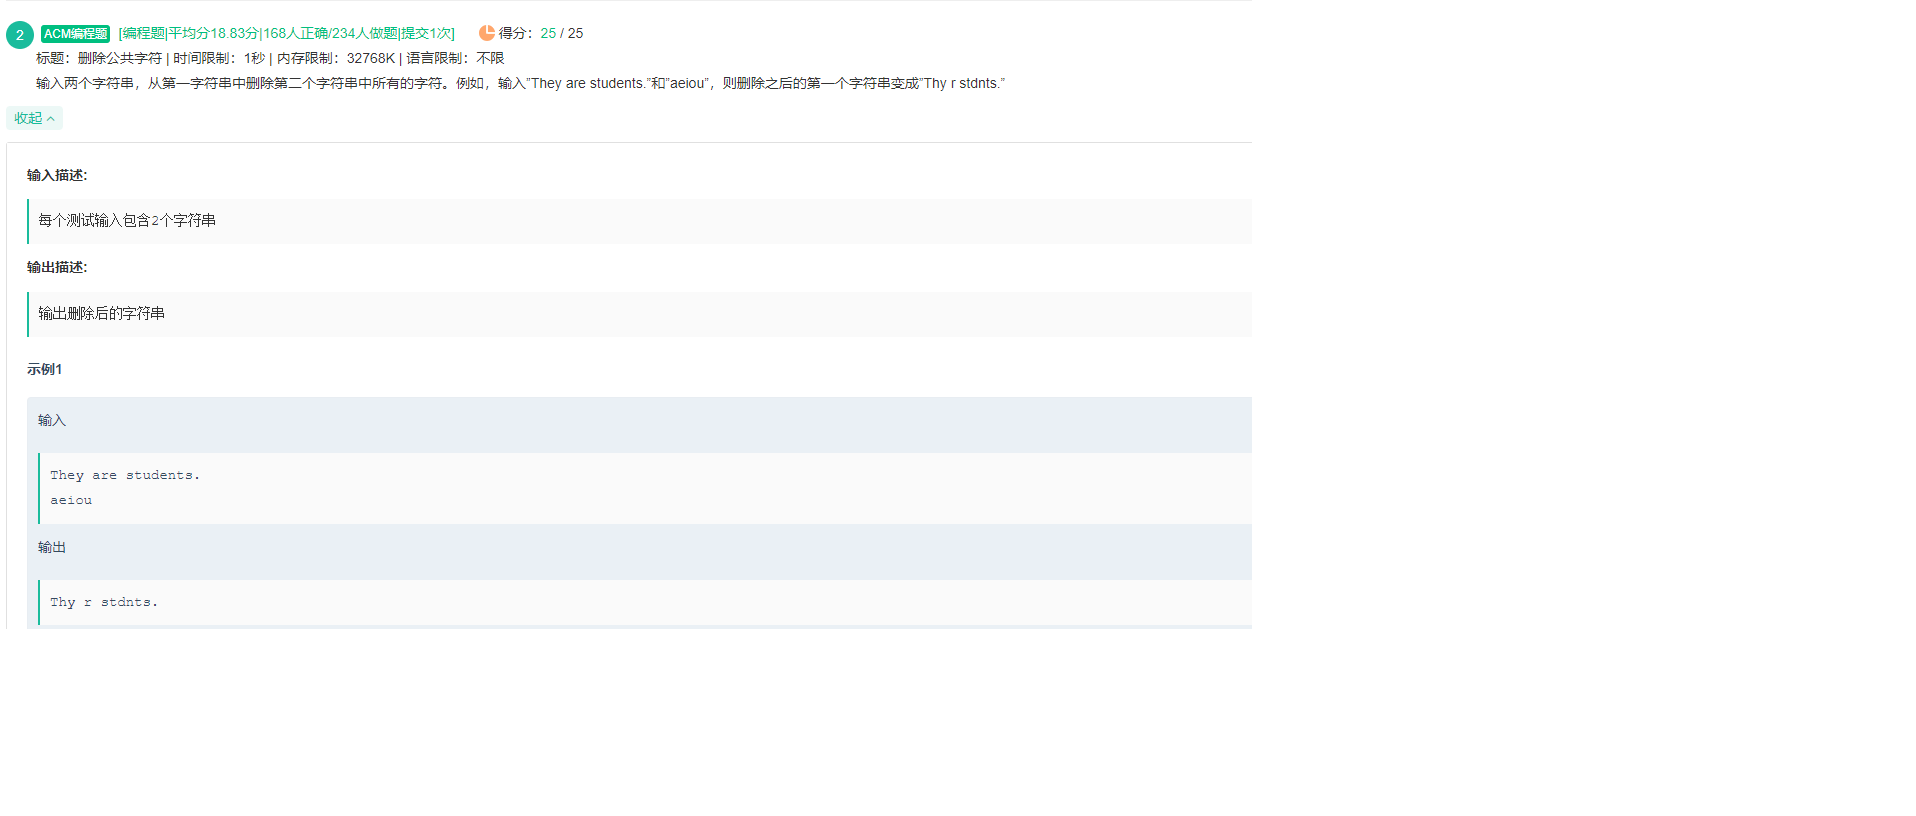 2 ACM编程题 [编程题|平均分18.83分|168人正确/234人做题|提交1次] 得分：25 / 25
标题：删除公共字符 | 时间限制：1秒 | 内存限制：32768K | 语言限制：不限
输入两个字符串，从第一字符串中删除第二个字符串中所有的字符。例如，输入”They are students.”和”aeiou”，则删除之后的第一个字符串变成”Thy r stdnts.”
收起
输入描述:
每个测试输入包含2个字符串
输出描述:
输出删除后的字符串
示例1
输入
They are students.
aeiou
输出
Thy r stdnts.